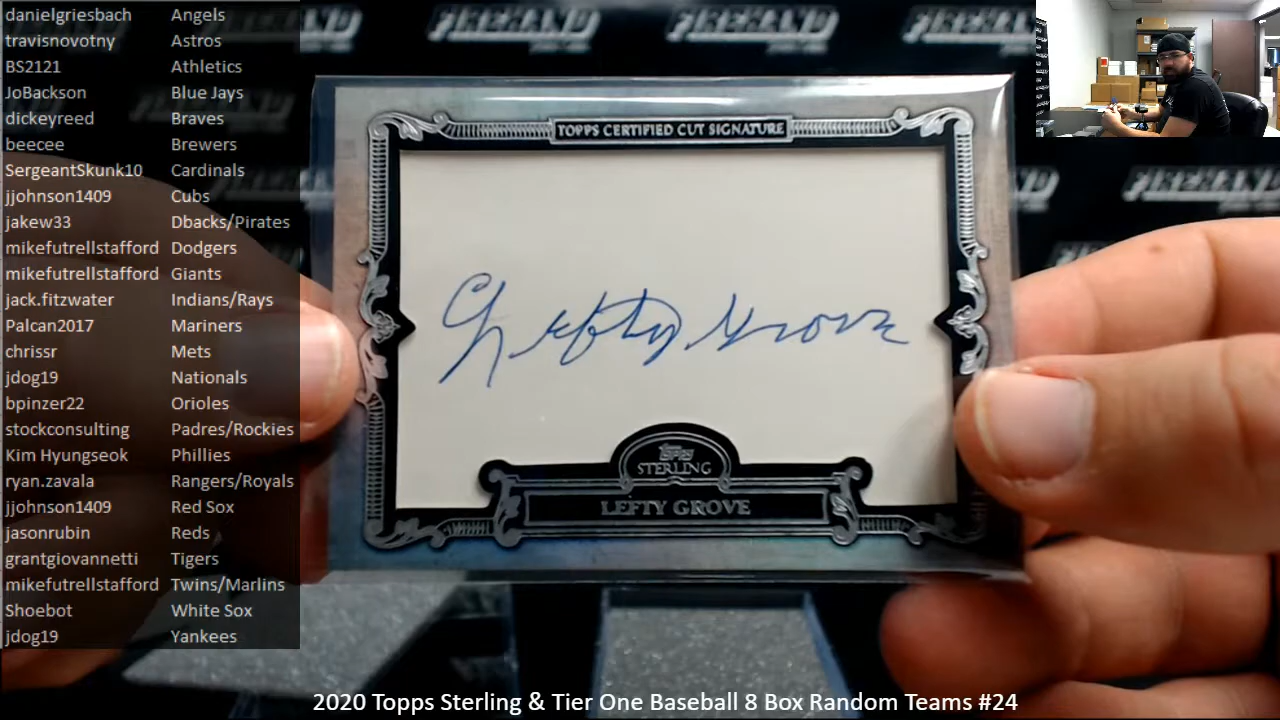 danielgriesbach Angels
travisnovotny Astros
BS2121 Athletics
JoBackson Blue Jays
dickeyreed Braves
beecee Brewers
SergeantSkunk10 Cardinals
jjohnson1409 Cubs
jakew33 Dbacks/Pirates
mikefutrellstafford Dodgers
mikefutrellstafford Giants
jack.fitzwater Indians/Rays
Palcan2017 Mariners
chrissr Mets
jdog19 Nationals
bpinzer22 Orioles
stockconsulting Padres/Rockies
Kim Hyungseok Phillies
ryan.zavala Rangers/Royals
jjohnson1409 Red Sox
jasonrubin Reds
grantgiovannetti Tigers
mikefutrellstafford Twins/Marlins
Shoebot White Sox
jdog19 Yankees
FIREHAND FIREHAND FIREHAND
FIREHAND
TOPPS CERTIFIED CUT SIGNATURE
Lefty Grove
TOPPS
STERLING
LEFTY GROVE
2020 Topps Sterling & Tier One Baseball 8 Box Random Teams #24